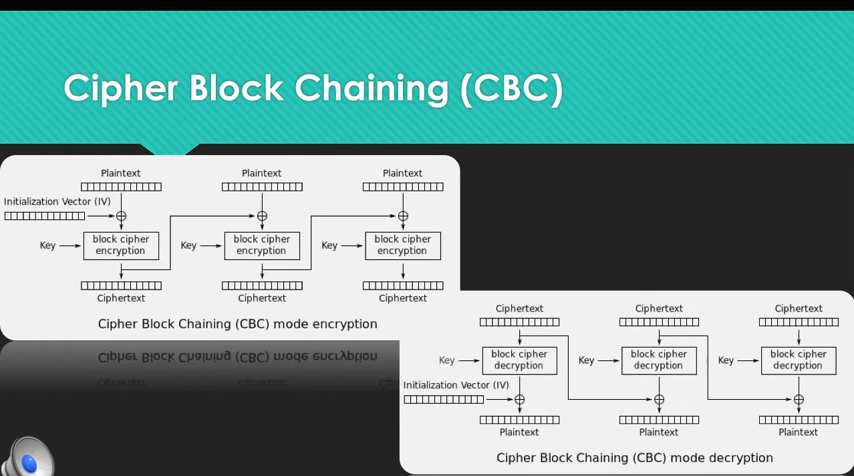 Cipher Block Chaining (CBC)
Plaintext Plaintext Plaintext
Initialization Vector (IV)
Key block cipher encryption Key block cipher encryption Key block cipher encryption
Ciphertext Ciphertext Ciphertext
Cipher Block Chaining (CBC) mode encryption
Ciphertext Ciphertext Ciphertext
Key block cipher decryption Key block cipher decryption Key block cipher decryption
Initialization Vector (IV)
Plaintext Plaintext Plaintext
Cipher Block Chaining (CBC) mode decryption